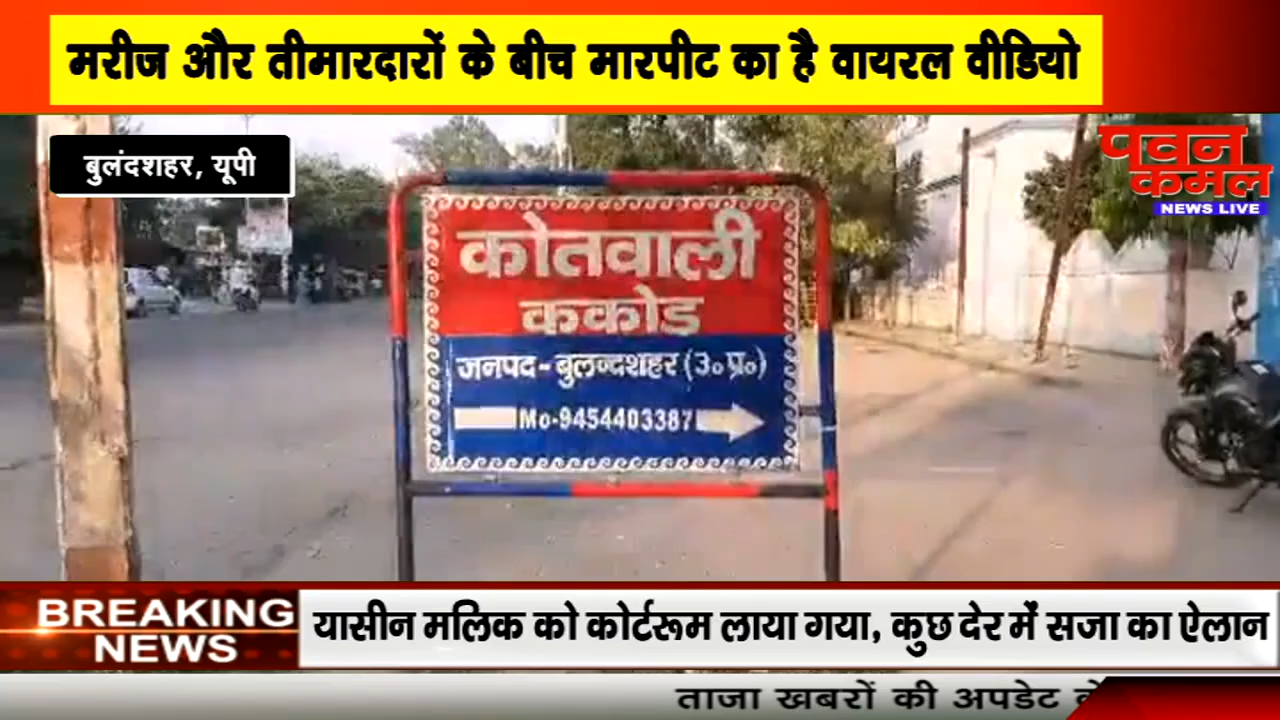 मरीज और तीमारदारों के बीच मारपीट का है वायरल वीडियो
बुलंदशहर, यूपी
पवन
कमल
NEWS LIVE
कोतवाली
ककोड
जनपद-बुलन्दशहर (उ०प्र०)
Mo-9454403387
BREAKING
NEWS
यासीन मलिक को कोर्टरूम लाया गया, कुछ देर में सजा का ऐलान
ताजा खबरों की अपडेट